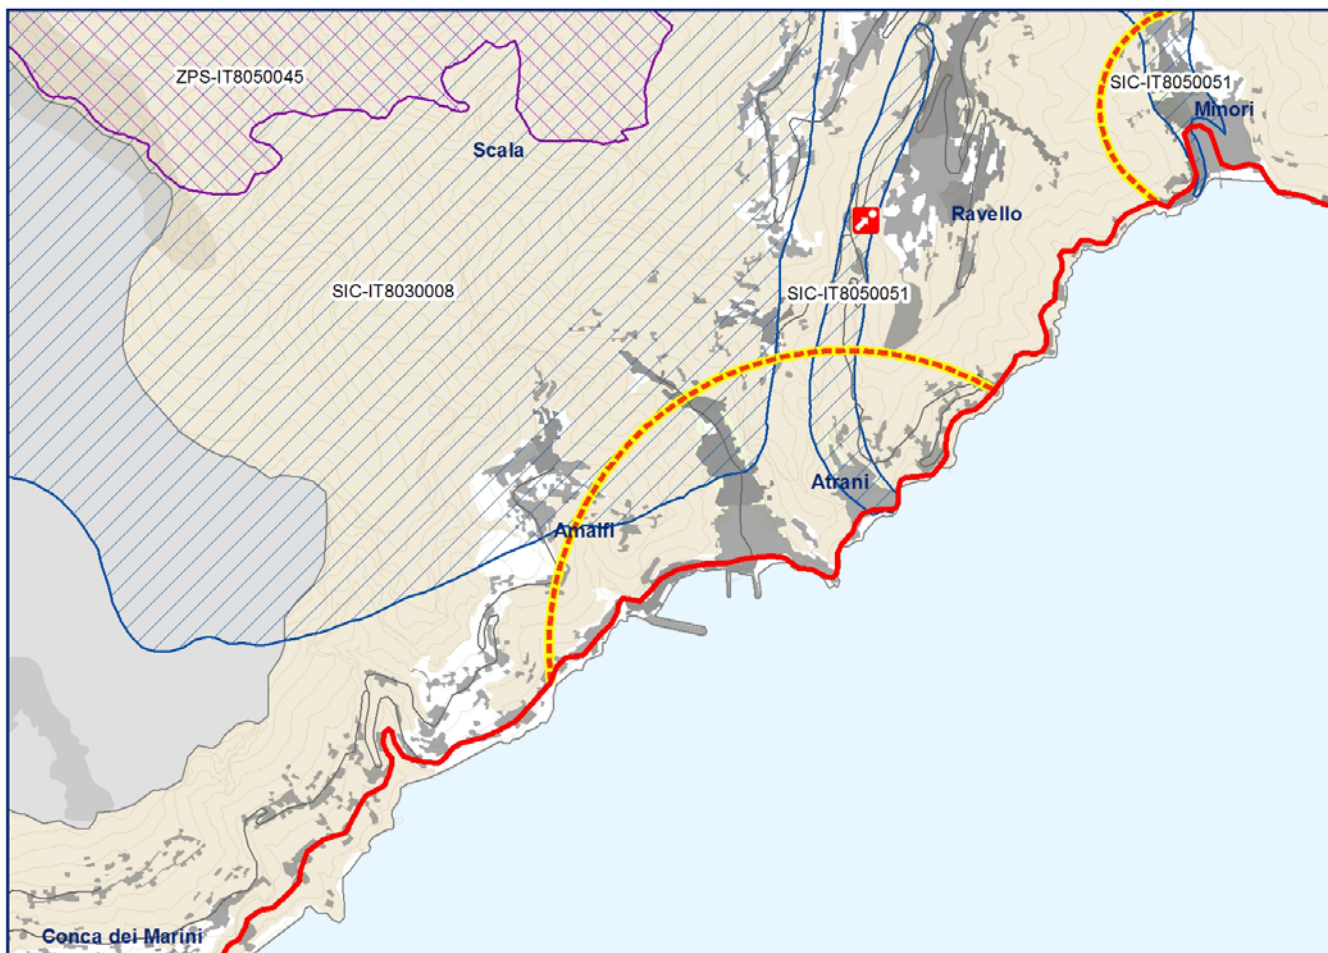 ZPS-IT8050045
SIC-IT8050051
Minori
Scala
Ravello
SIC-IT8030008
SIC-IT8050051
Atrani
Amalfi
Conca dei Marini